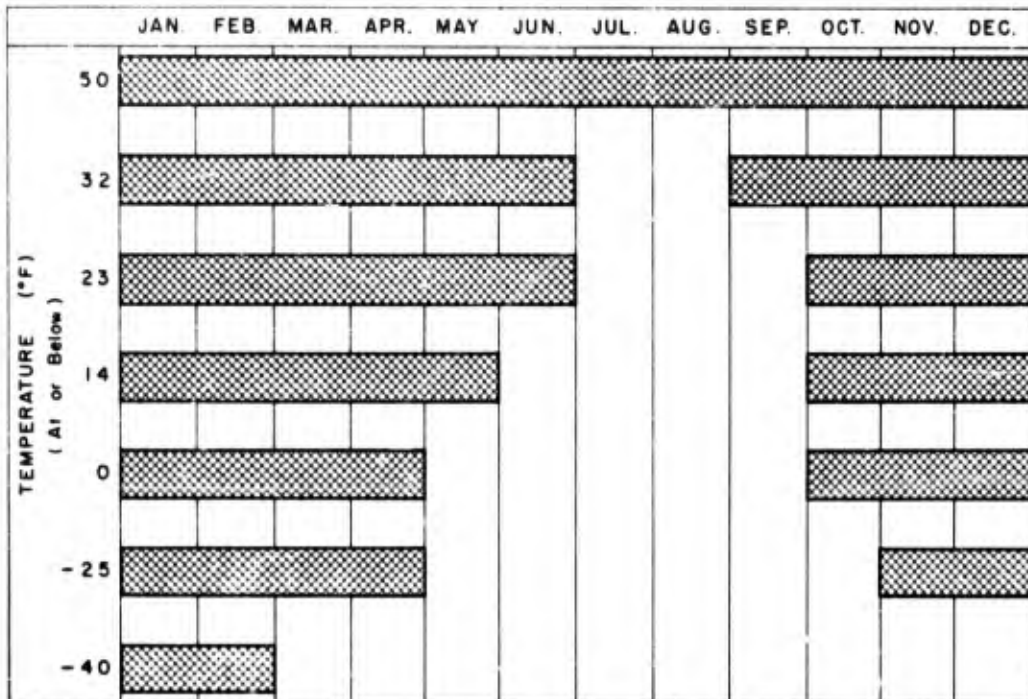 JAN. FEB. MAR. APR. MAY JUN. JUL. AUG. SEP. OCT. NOV. DEC.
TEMPERATURE (°F)
(At or Below)
50
32
23
14
0
-25
-40